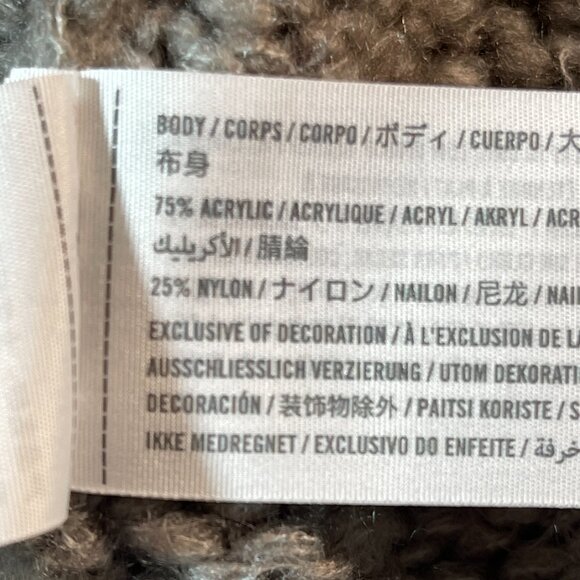 BODY / CORPS / CORPO / ボディ / CUERPO / 大
布身
75% ACRYLIC / ACRYLIQUE / ACRYL / AKRYL / ACR
الأكريليك / 腈綸
25% NYLON / ナイロン / NAILON / 尼龙 / NAI
EXCLUSIVE OF DECORATION / À L'EXCLUSION DE LA
AUSSCHLIESSLICH VERZIERUNG / UTOM DEKORATI
DECORACIÓN / 装饰物除外 / PAITSI KORISTE / S
IKKE MEDREGNET / EXCLUSIVO DO ENFEITE /